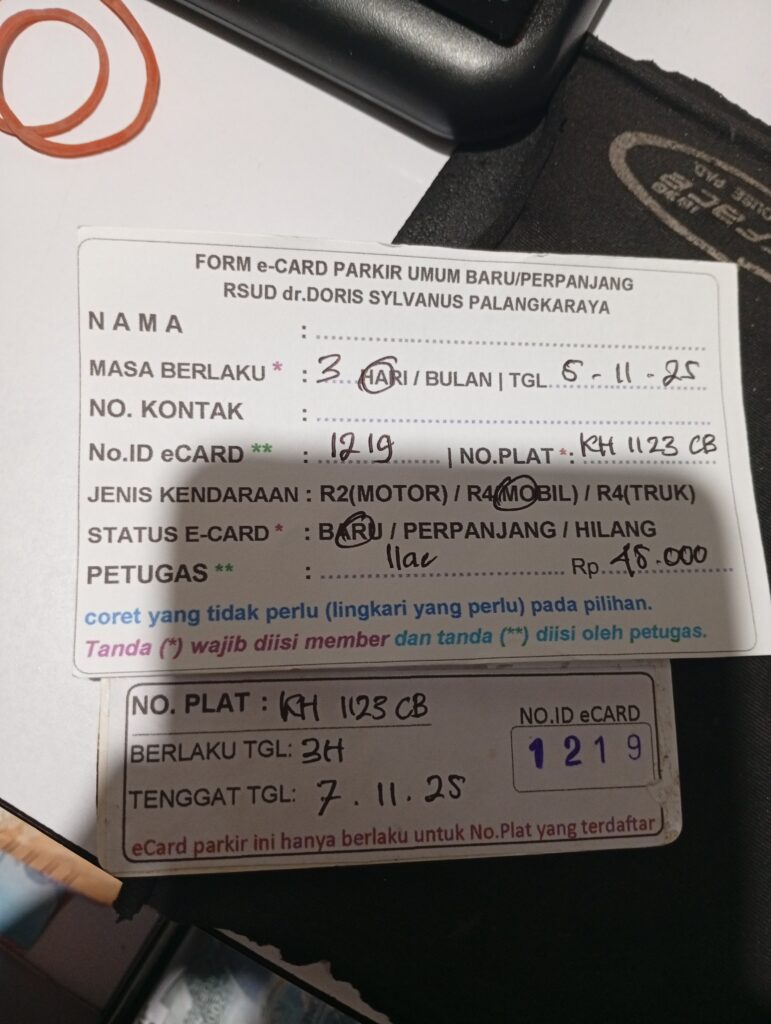 FORM e-CARD PARKIR UMUM BARU/PERPANJANG
RSUD dr.DORIS SYLVANUS PALANGKARAYA
N A M A :
MASA BERLAKU * : 3 HARI / BULAN | TGL 5 - 11 - 25
NO. KONTAK :
No.ID eCARD ** : 1219 | NO.PLAT *: KH 1123 CB
JENIS KENDARAAN : R2(MOTOR) / R4(MOBIL) / R4(TRUK)
STATUS E-CARD * : BARU / PERPANJANG / HILANG
PETUGAS ** : Rp 45.000
coret yang tidak perlu (lingkari yang perlu) pada pilihan.
Tanda (*) wajib diisi member dan tanda (**) diisi oleh petugas.
NO. PLAT : KH 1123 CB
NO.ID eCARD
BERLAKU TGL: 3H
1219
TENGGAT TGL: 7.11.25
eCard parkir ini hanya berlaku untuk No.Plat yang terdaftar